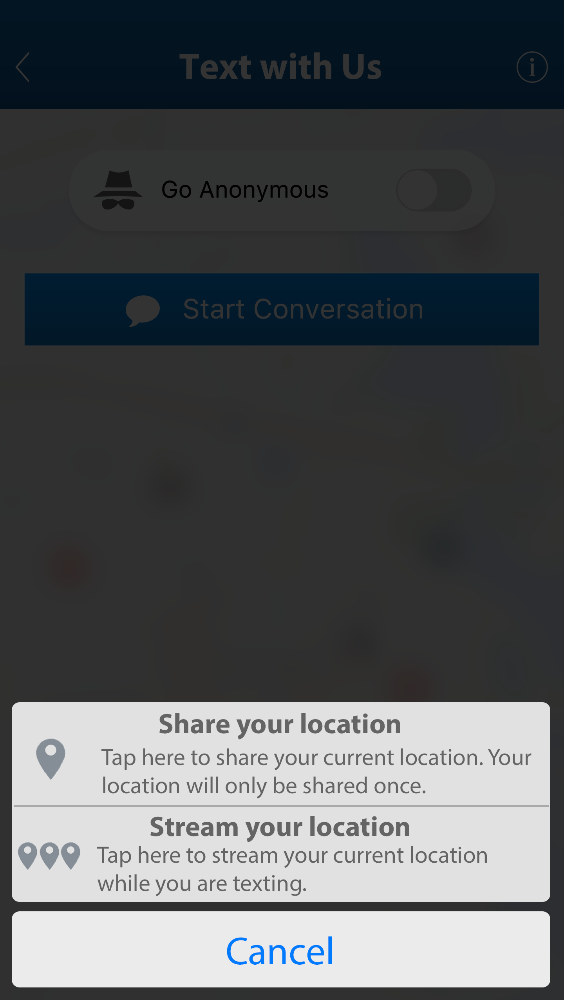 Text with Us
Go Anonymous
Start Conversation
Share your location
Tap here to share your current location. Your
location will only be shared once.
Stream your location
Tap here to stream your current location
while you are texting.
Cancel